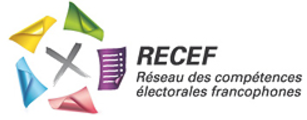 RECEF
Réseau des compétences
électorales francophones